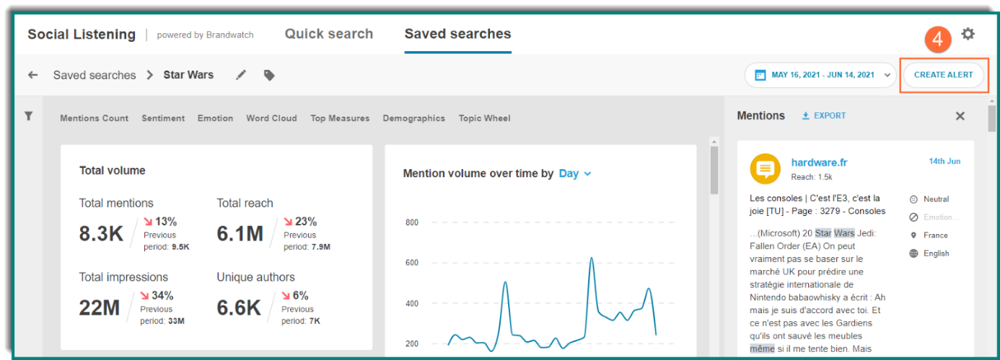 Social Listening | powered by Brandwatch Quick search Saved searches
4
Saved searches Star Wars MAY 16, 2021 - JUN 14, 2021 CREATE ALERT
Mentions Count Sentiment Emotion Word Cloud Top Measures Demographics Topic Wheel
Total volume
Total mentions
8.3K
13%
Previous
period: 9.5K
Total reach
6.1M
23%
Previous
period: 7.9M
Total impressions
22M
34%
Previous
period: 33M
Unique authors
6.6K
6%
Previous
period: 7K
Mention volume over time by Day
800
600
400
200
Mentions EXPORT
hardware.fr 14th Jun
Reach: 1.5k
Les consoles | C'est l'E3, c'est la
joie [TU] - Page : 3279 - Consoles
...(Microsoft) 20 Star Wars Jedi:
Fallen Order (EA) On peut
vraiment pas se baser sur le
marché UK pour prédire une
stratégie internationale de
Nintendo babaowhisky a écrit : Ah
mais je suis d'accord avec toi. Et
ce n'est pas avec les Gardiens
qu'ils ont sauvé les meubles
même si il me tente bien. Mais
Neutral
Emotion...
France
English